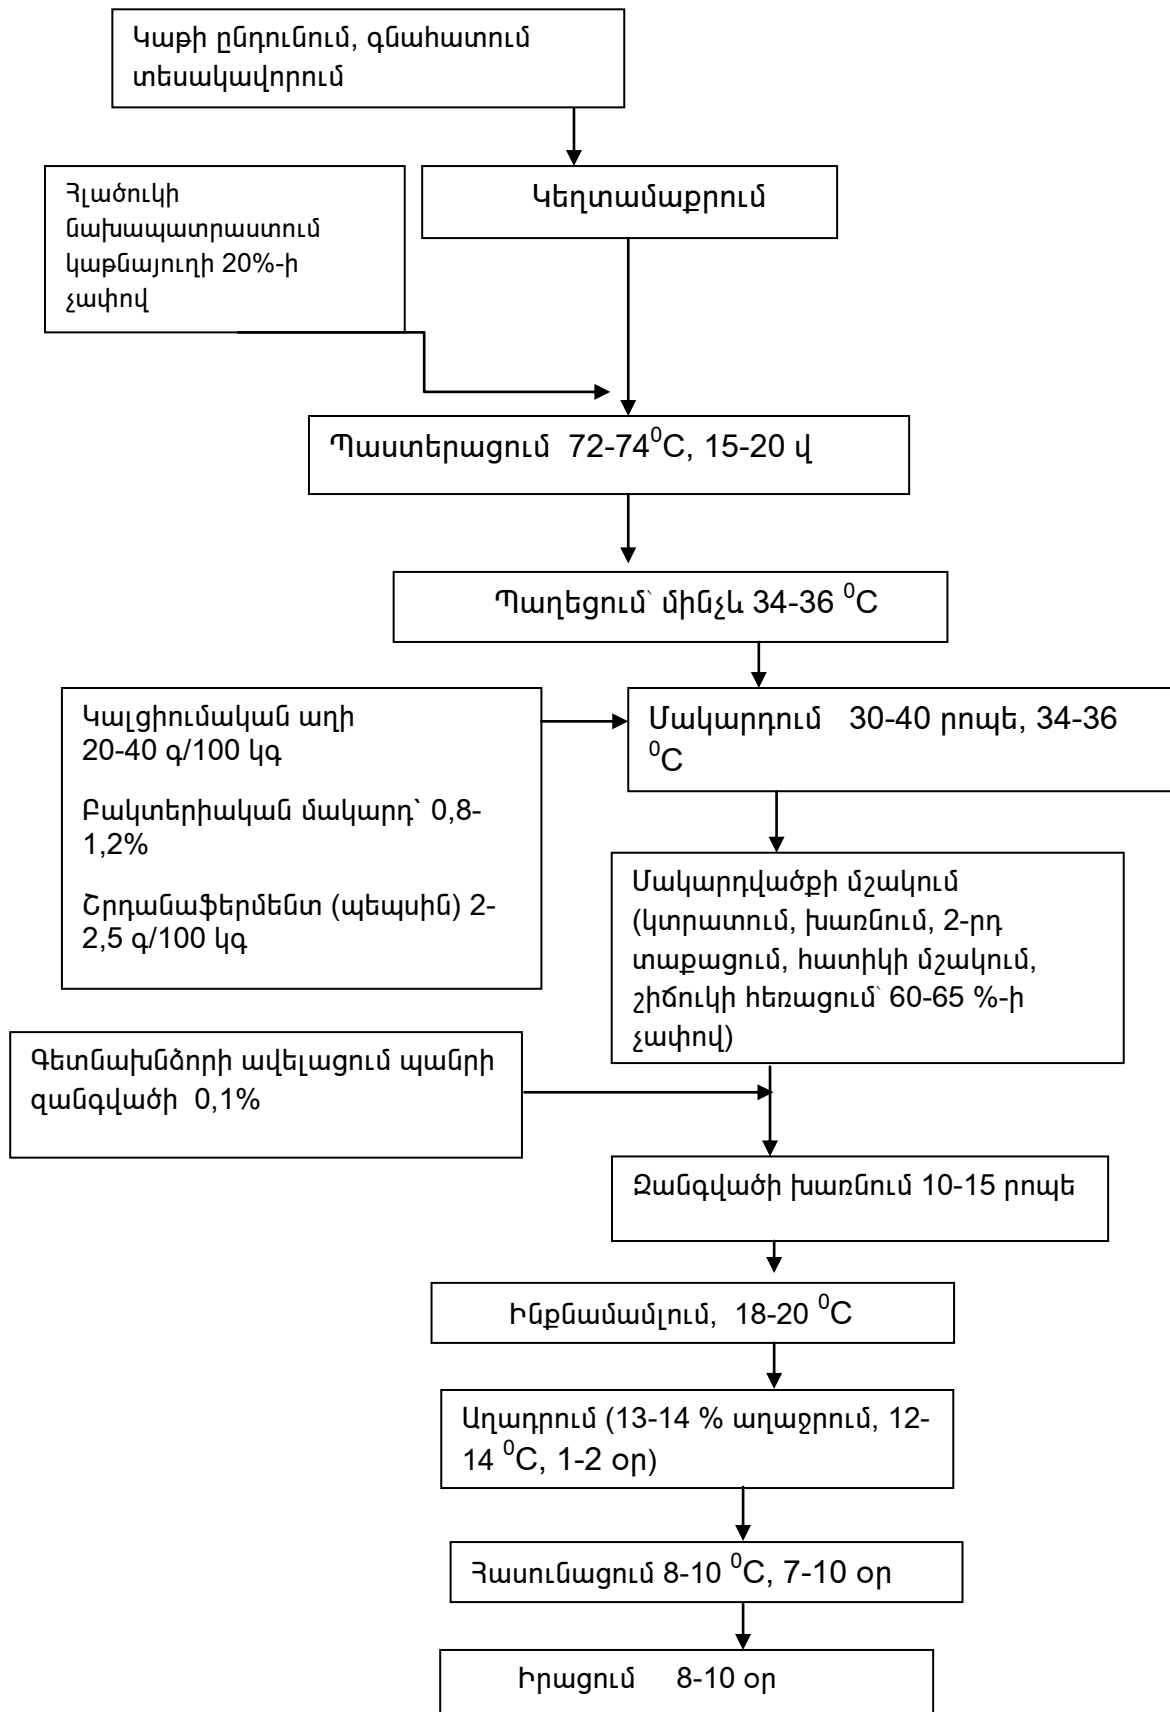 Կաթի ընդունում, գնահատում
տեսակավորում
Կեղտամաքրում
Հլածուկի
նախապատրաստում
կաթնայուղի 20%-ի
չափով
Պաստերացում 72-74⁰C, 15-20 վ
Պաղեցում՝ մինչև 34-36 ⁰C
Կալցիումական աղի
20-40 գ/100 կգ
Բակտերիական մակարդ՝ 0,8-
1,2%
Շրդանաֆերմենտ (պեպսին) 2-
2,5 գ/100 կգ
Մակարդում 30-40 րոպե, 34-36
⁰C
Մակարդվածքի մշակում
(կտրատում, խառնում, 2-րդ
տաքացում, հատիկի մշակում,
շիճուկի հեռացում՝ 60-65 %-ի
չափով)
Գետնախնձորի ավելացում պանրի
զանգվածի 0,1%
Զանգվածի խառնում 10-15 րոպե
Ինքնամամլում, 18-20 ⁰C
Աղադրում (13-14 % աղաջրում, 12-
14 ⁰C, 1-2 օր)
Հասունացում 8-10 ⁰C, 7-10 օր
Իրացում 8-10 օր